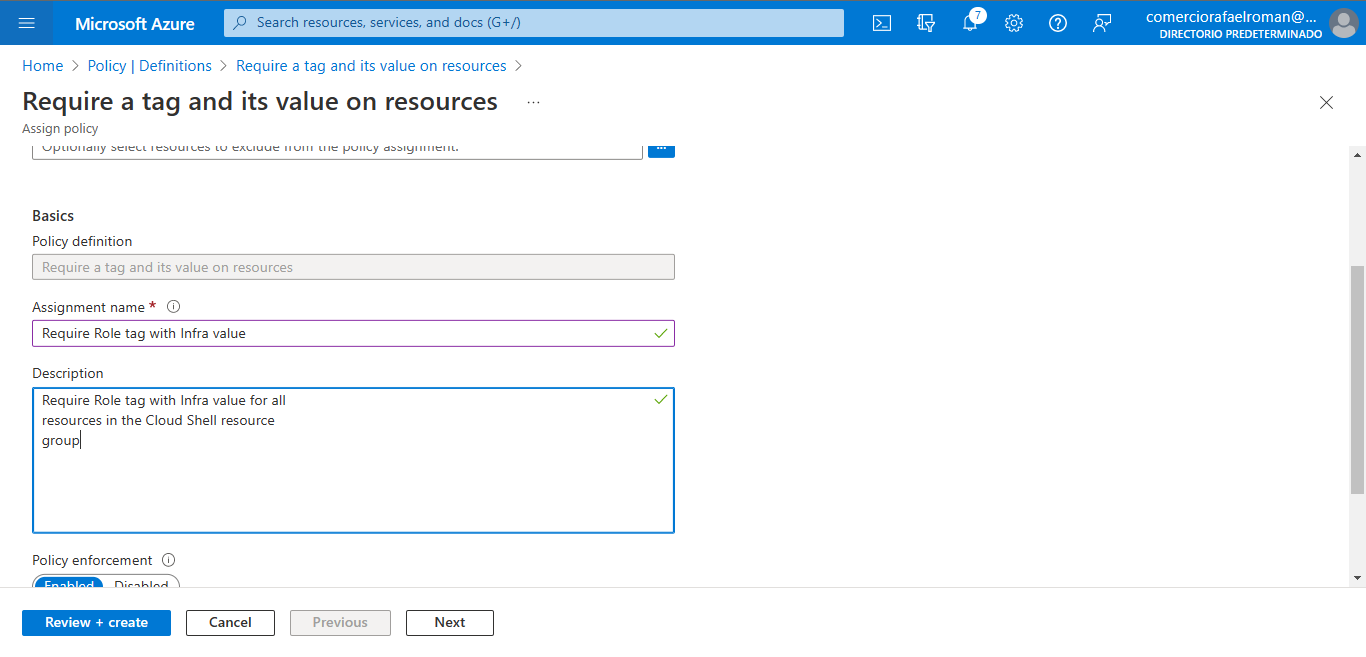 Microsoft Azure
Search resources, services, and docs (G+/)
7
comerciorafaelroman@...
DIRECTORIO PREDETERMINADO
Home > Policy | Definitions > Require a tag and its value on resources >
Require a tag and its value on resources ...
Assign policy
Optionally select resources to exclude from the policy assignment.
...
Basics
Policy definition
Require a tag and its value on resources
Assignment name *
Require Role tag with Infra value
Description
Require Role tag with Infra value for all
resources in the Cloud Shell resource
group
Policy enforcement
Enabled Disabled
Review + create Cancel Previous Next